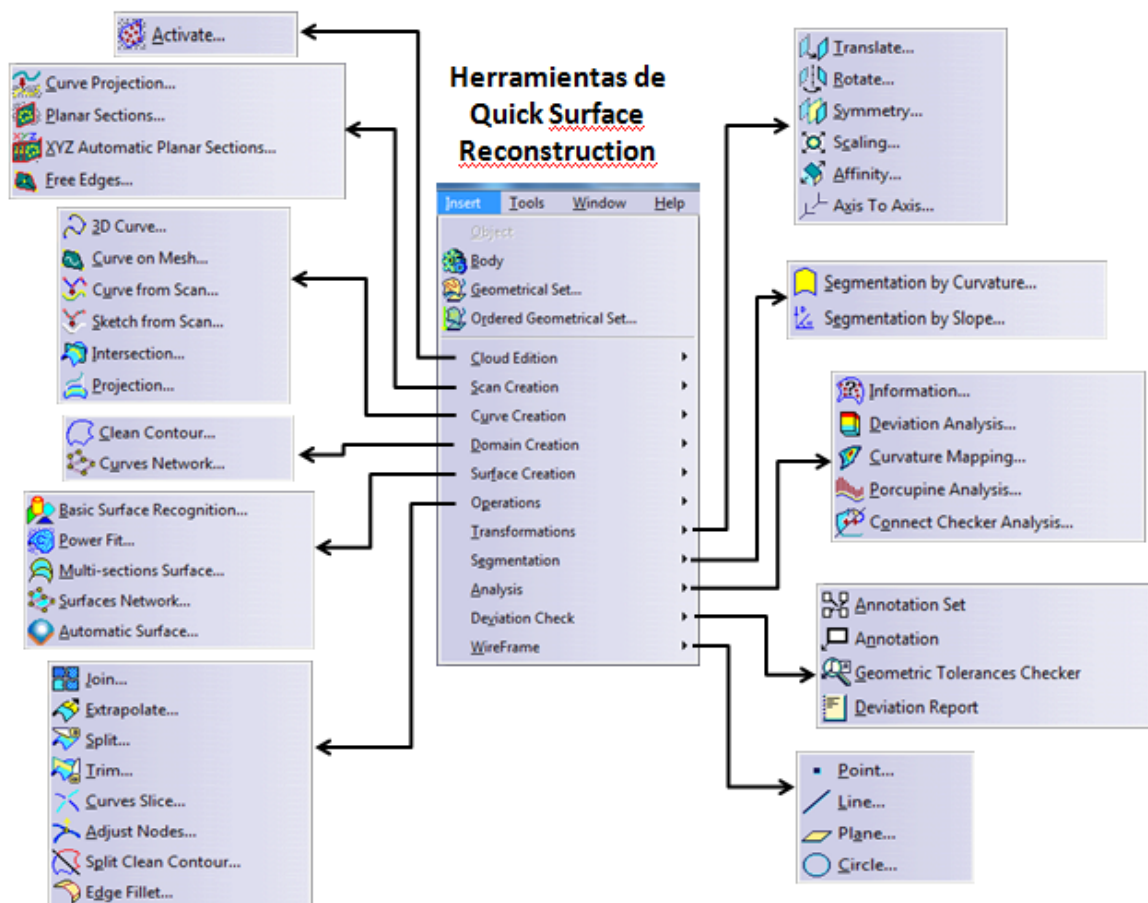 Herramientas de
Quick Surface
Reconstruction
Activate...
Curve Projection...
Planar Sections...
XYZ Automatic Planar Sections...
Free Edges...
3D Curve...
Curve on Mesh...
Curve from Scan...
Sketch from Scan...
Intersection...
Projection...
Clean Contour...
Curves Network...
Basic Surface Recognition...
Power Fit...
Multi-sections Surface...
Surfaces Network...
Automatic Surface...
Join...
Extrapolate...
Split...
Trim...
Curves Slice...
Adjust Nodes...
Split Clean Contour...
Edge Fillet...
Insert Tools Window Help
Object
Body
Geometrical Set...
Ordered Geometrical Set...
Cloud Edition
Scan Creation
Curve Creation
Domain Creation
Surface Creation
Operations
Transformations
Segmentation
Analysis
Deviation Check
WireFrame
Translate...
Rotate...
Symmetry...
Scaling...
Affinity...
Axis To Axis...
Segmentation by Curvature...
Segmentation by Slope...
Information...
Deviation Analysis...
Curvature Mapping...
Porcupine Analysis...
Connect Checker Analysis...
Annotation Set
Annotation
Geometric Tolerances Checker
Deviation Report
Point...
Line...
Plane...
Circle...